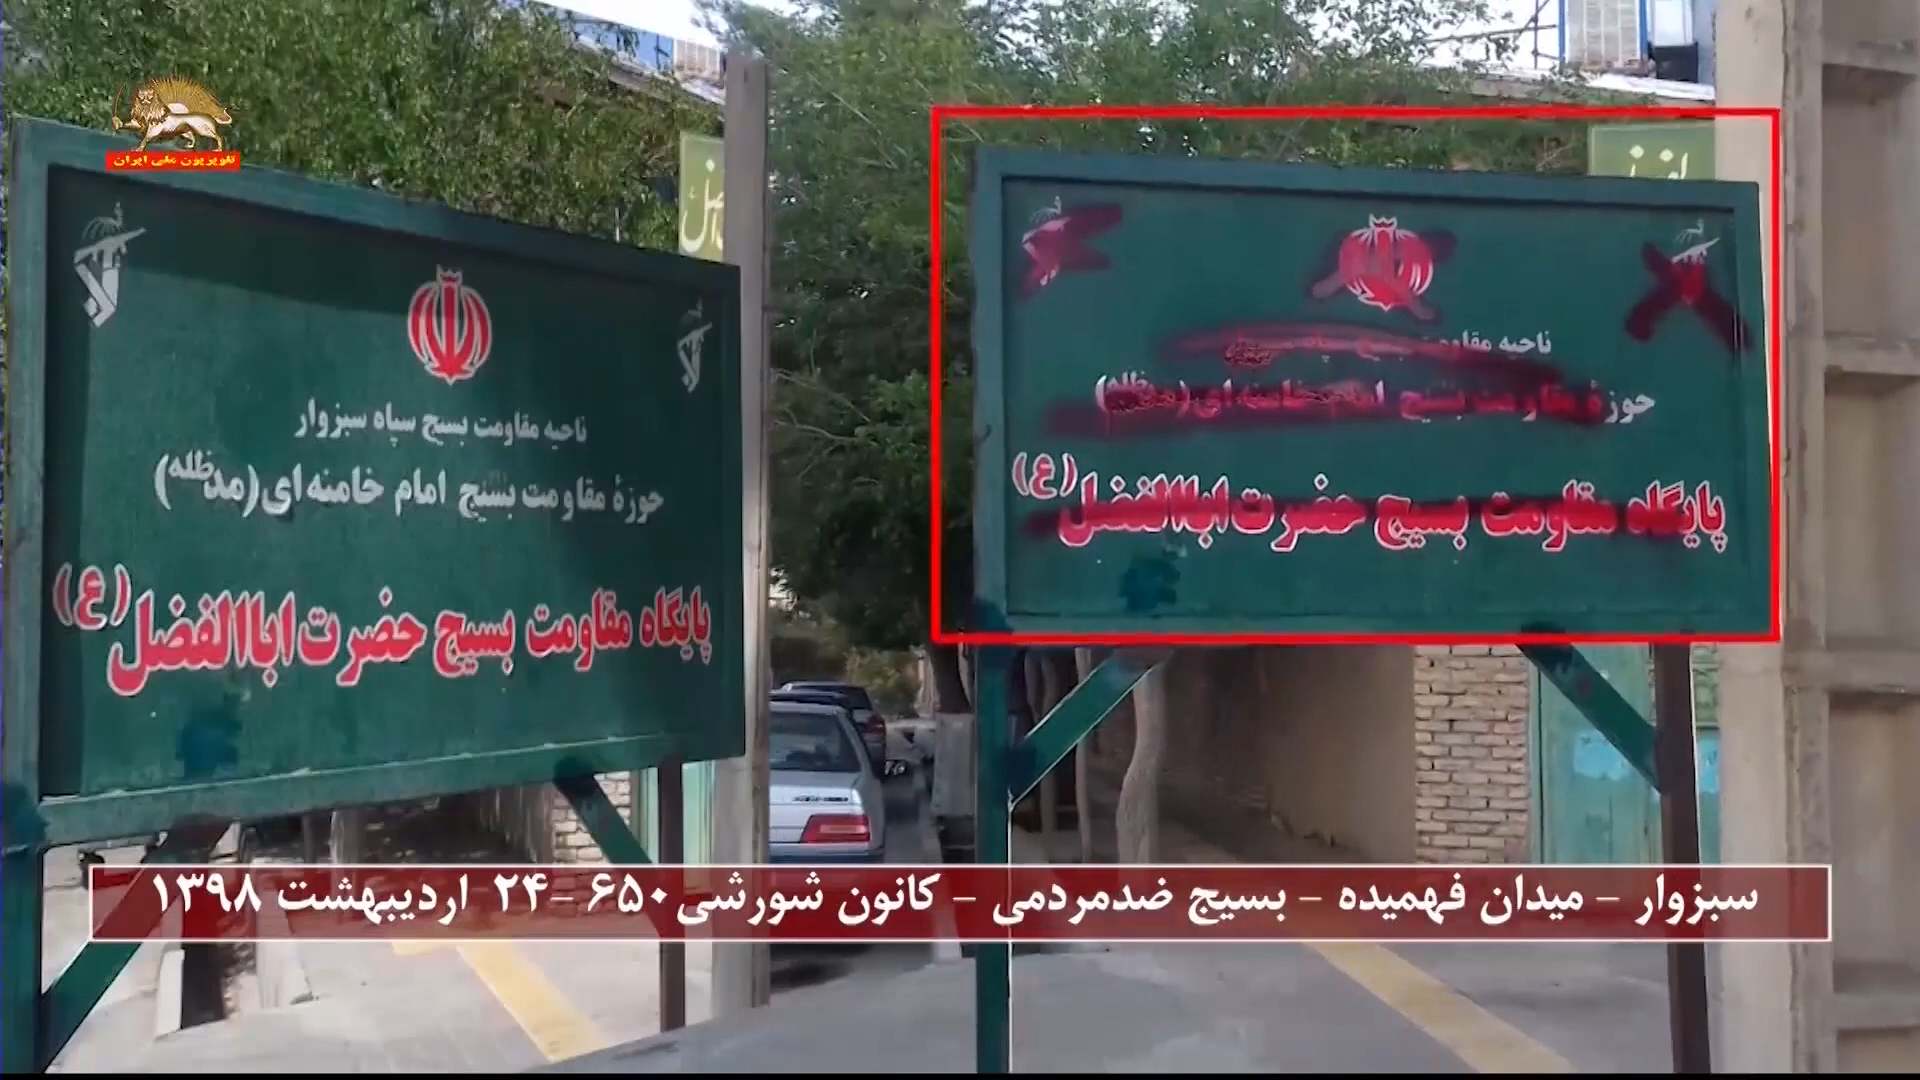 تلویزیون ملی ایران
ناحیه مقاومت بسیج سپاه سبزوار
حوزهٔ مقاومت بسیج امام خامنه ای (مدظله)
پایگاه مقاومت بسیج حضرت اباالفضل (ع)
ناحیه مقاومت بسیج سپاه
حوزهٔ مقاومت بسیج امام خامنه ای (مدظله)
پایگاه مقاومت بسیج حضرت اباالفضل (ع)
سبزوار - میدان فهمیده - بسیج ضدمردمی - کانون شورشی ۶۵۰ - ۲۴ اردیبهشت ۱۳۹۸